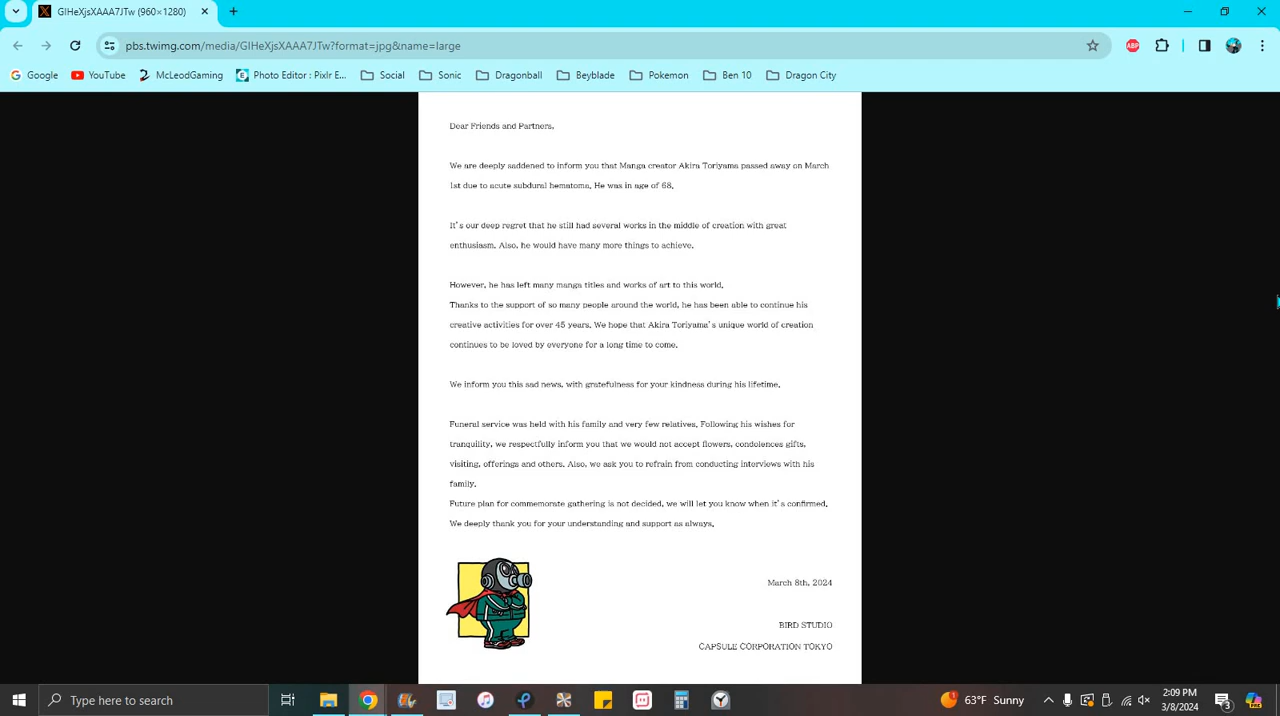 GIHeXjsXAAA7JTw (960×1280)
pbs.twimg.com/media/GIHeXjsXAAA7JTw?format=jpg&name=large
ABP
Google YouTube McLeodGaming Photo Editor : Pixlr E... Social Sonic Dragonball Beyblade Pokemon Ben 10 Dragon City
Dear Friends and Partners,
We are deeply saddened to inform you that Manga creator Akira Toriyama passed away on March
1st due to acute subdural hematoma. He was in age of 68.
It's our deep regret that he still had several works in the middle of creation with great
enthusiasm. Also, he would have many more things to achieve.
However, he has left many manga titles and works of art to this world.
Thanks to the support of so many people around the world, he has been able to continue his
creative activities for over 45 years. We hope that Akira Toriyama's unique world of creation
continues to be loved by everyone for a long time to come.
We inform you this sad news, with gratefulness for your kindness during his lifetime.
Funeral service was held with his family and very few relatives. Following his wishes for
tranquility, we respectfully inform you that we would not accept flowers, condolences gifts,
visiting, offerings and others. Also, we ask you to refrain from conducting interviews with his
family.
Future plan for commemorate gathering is not decided, we will let you know when it's confirmed.
We deeply thank you for your understanding and support as always.
March 8th, 2024
BIRD STUDIO
CAPSULE CORPORATION TOKYO
Type here to search
63°F Sunny
2:06 PM
3/8/2024
3